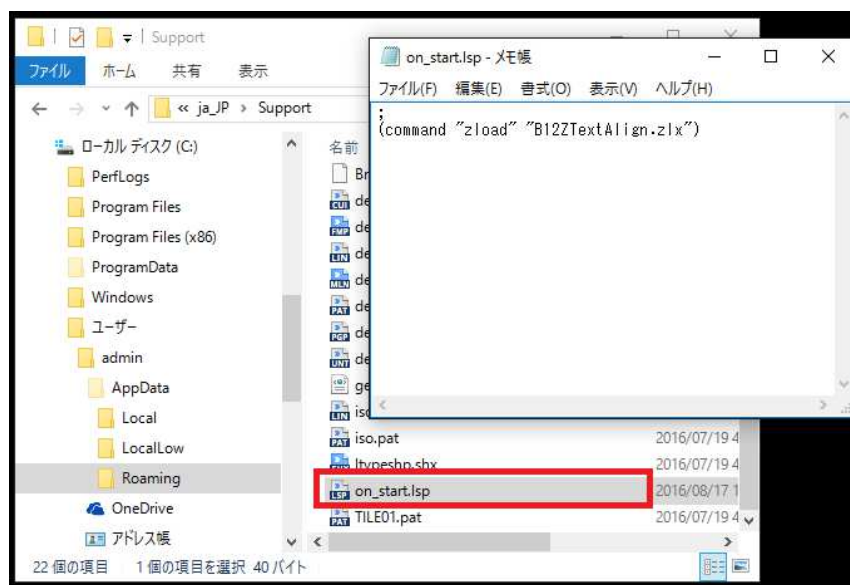 Support
ファイル ホーム 共有 表示
« ja_JP › Support
ローカル ディスク (C:)
PerfLogs
Program Files
Program Files (x86)
ProgramData
Windows
ユーザー
admin
AppData
Local
LocalLow
Roaming
OneDrive
アドレス帳
名前
iso.pat 2016/07/19 4
ltypeshp.shx 2016/07/19 4
on_start.lsp 2016/08/17 1
TILE01.pat 2016/07/19 4
22 個の項目 1 個の項目を選択 40 バイト
on_start.lsp - メモ帳
ファイル(F) 編集(E) 書式(O) 表示(V) ヘルプ(H)
;
(command "zload" "B12ZTextAlign.zlx")